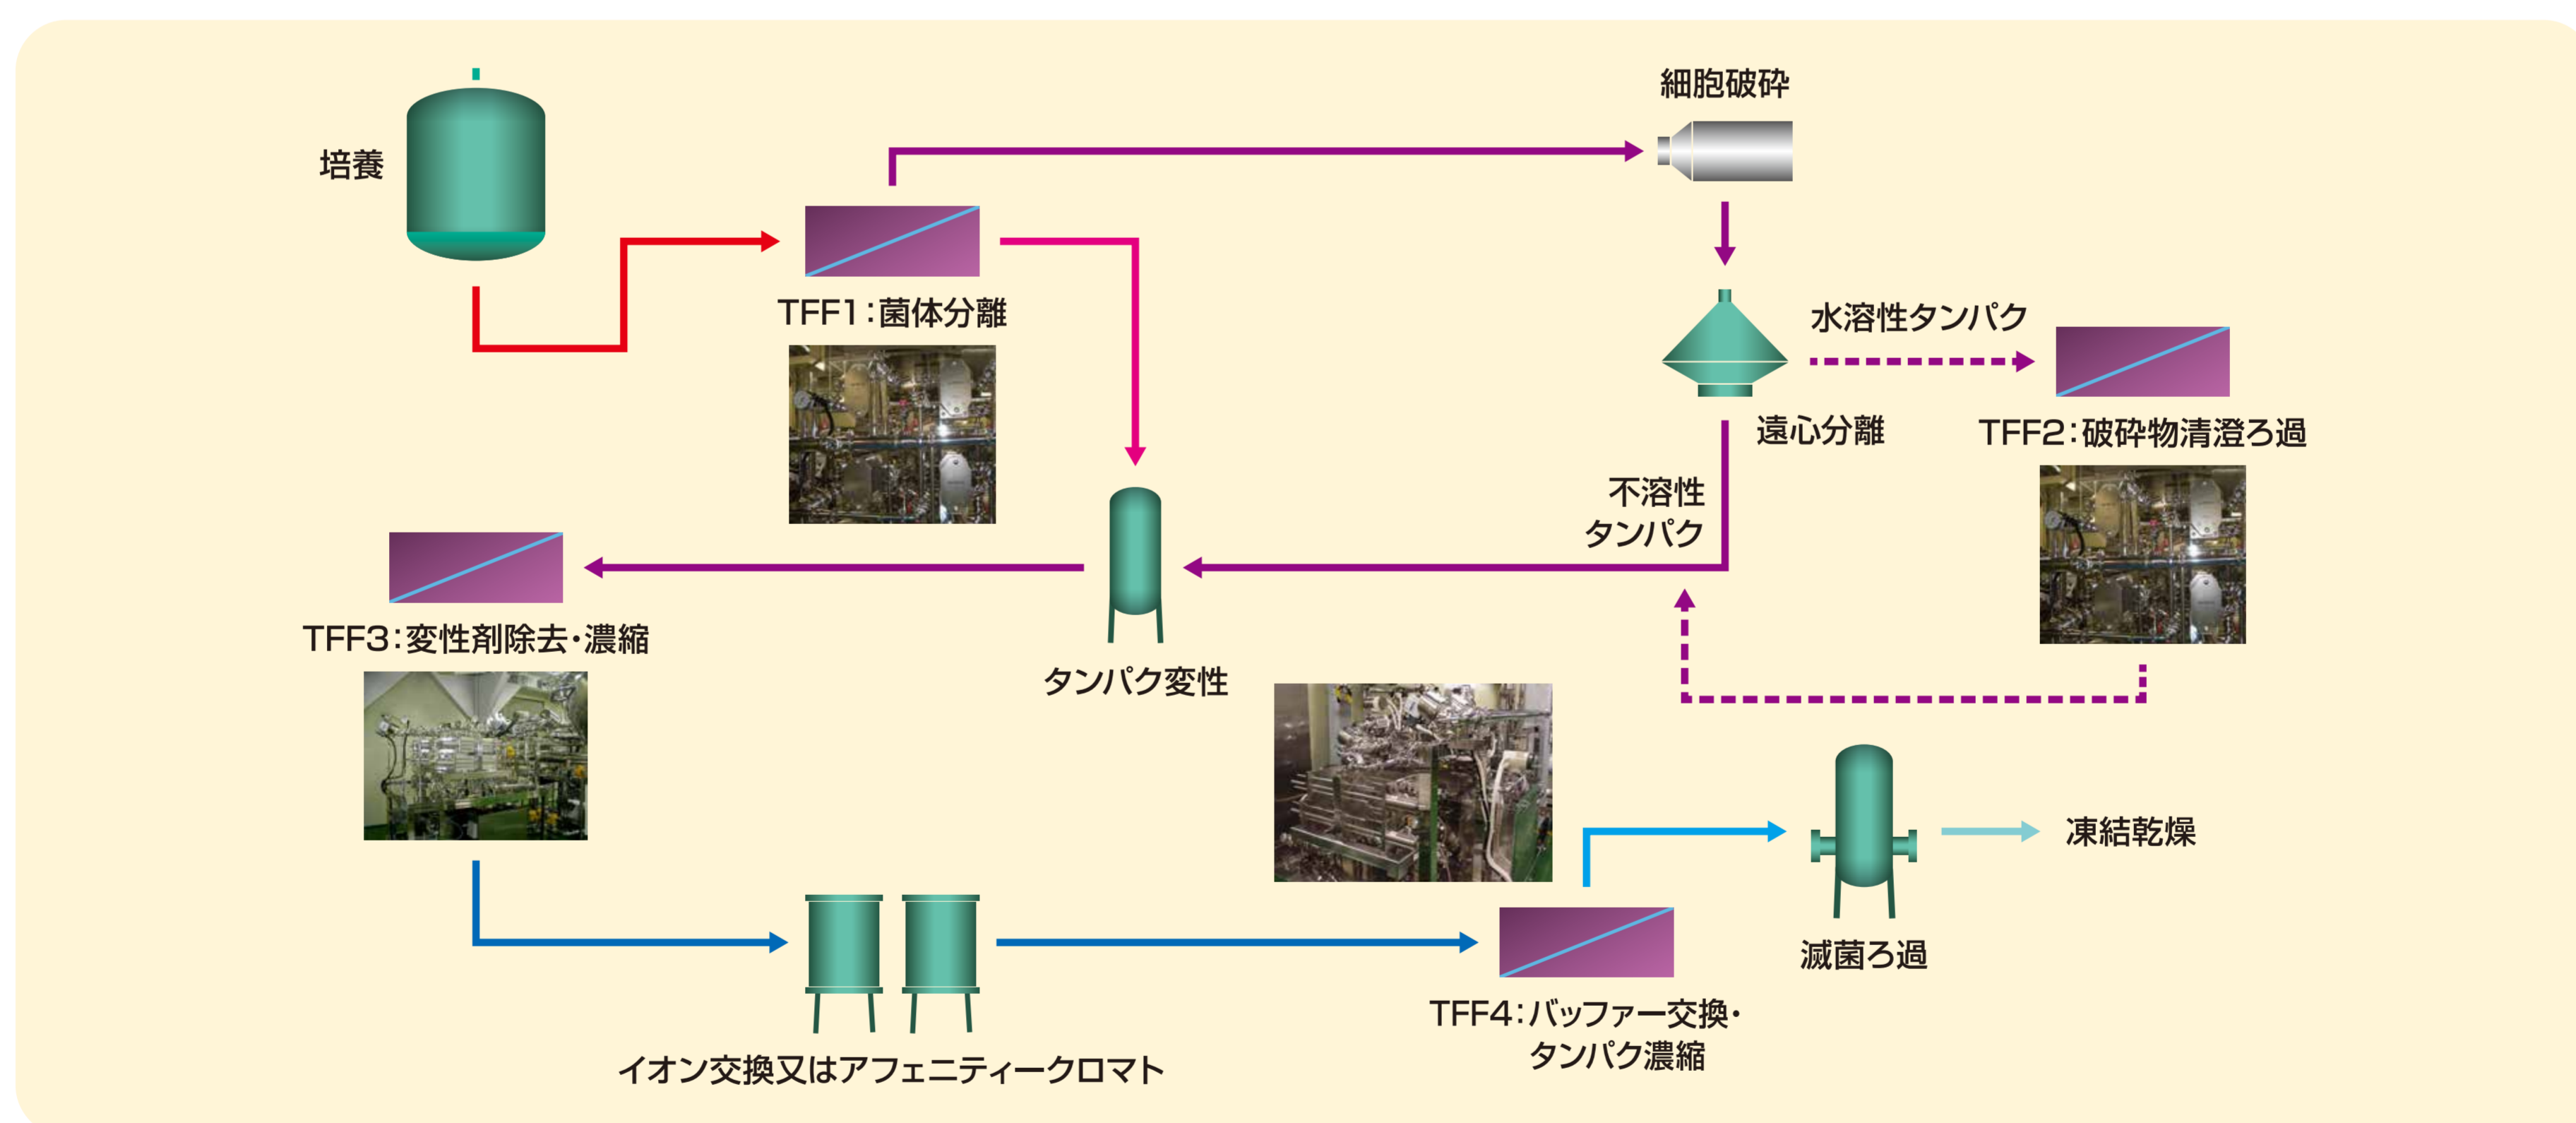 細胞破砕
培養
TFF1：菌体分離
水溶性タンパク
遠心分離
TFF2：破砕物清澄ろ過
不溶性
タンパク
TFF3：変性剤除去・濃縮
タンパク変性
凍結乾燥
滅菌ろ過
TFF4：バッファー交換・
タンパク濃縮
イオン交換又はアフェニティークロマト